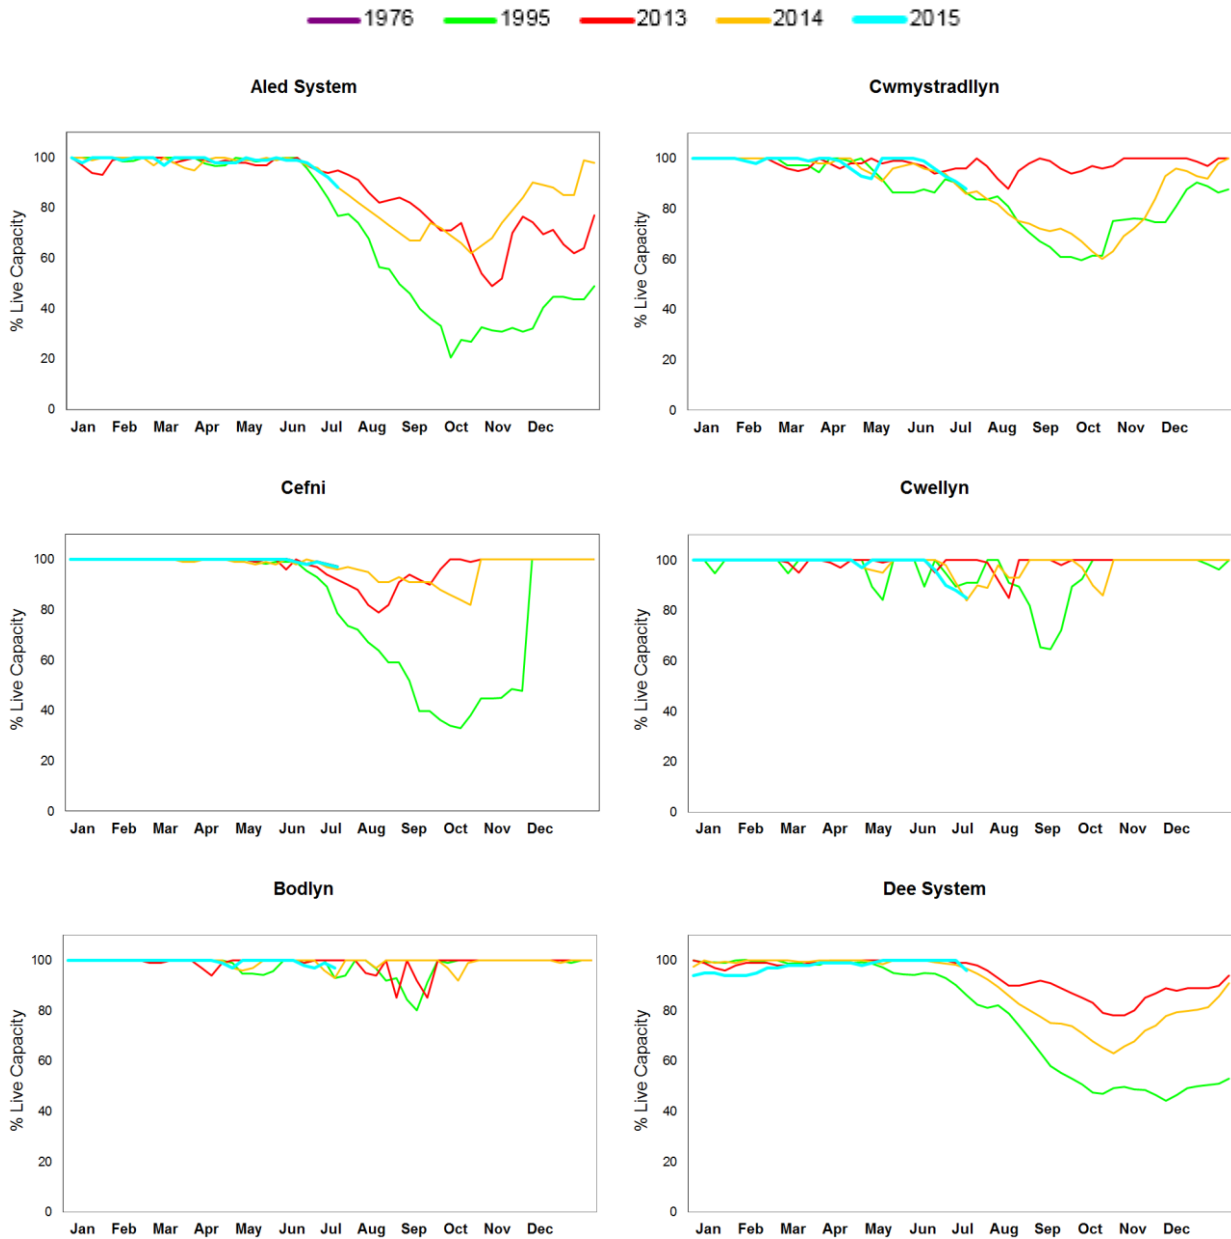 1976 1995 2013 2014 2015
Aled System
% Live Capacity
100
80
60
40
20
0
Jan Feb Mar Apr May Jun Jul Aug Sep Oct Nov Dec
Cwmystradllyn
% Live Capacity
100
80
60
40
20
0
Jan Feb Mar Apr May Jun Jul Aug Sep Oct Nov Dec
Cefni
% Live Capacity
100
80
60
40
20
0
Jan Feb Mar Apr May Jun Jul Aug Sep Oct Nov Dec
Cwellyn
% Live Capacity
100
80
60
40
20
0
Jan Feb Mar Apr May Jun Jul Aug Sep Oct Nov Dec
Bodlyn
% Live Capacity
100
80
60
40
20
0
Jan Feb Mar Apr May Jun Jul Aug Sep Oct Nov Dec
Dee System
% Live Capacity
100
80
60
40
20
0
Jan Feb Mar Apr May Jun Jul Aug Sep Oct Nov Dec